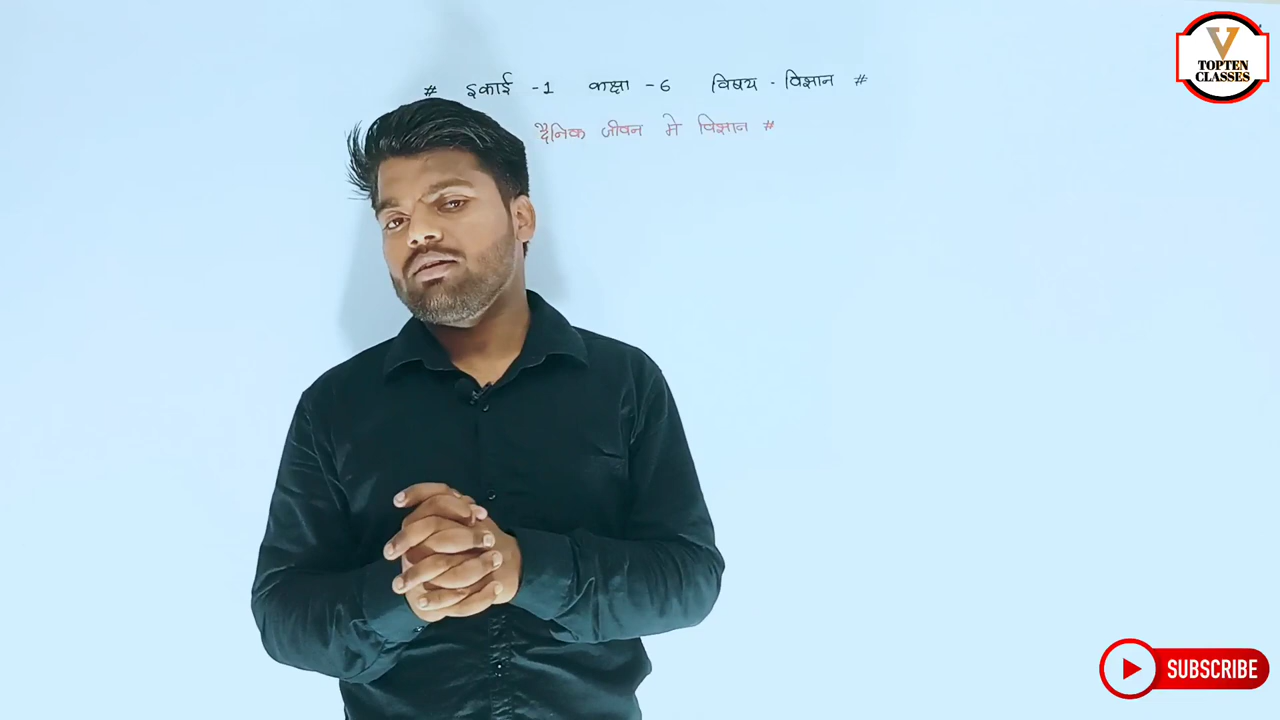 # इकाई - 1 कक्षा - 6 विषय - विज्ञान #
दैनिक जीवन मे विज्ञान #
V
TOPTEN
CLASSES
SUBSCRIBE